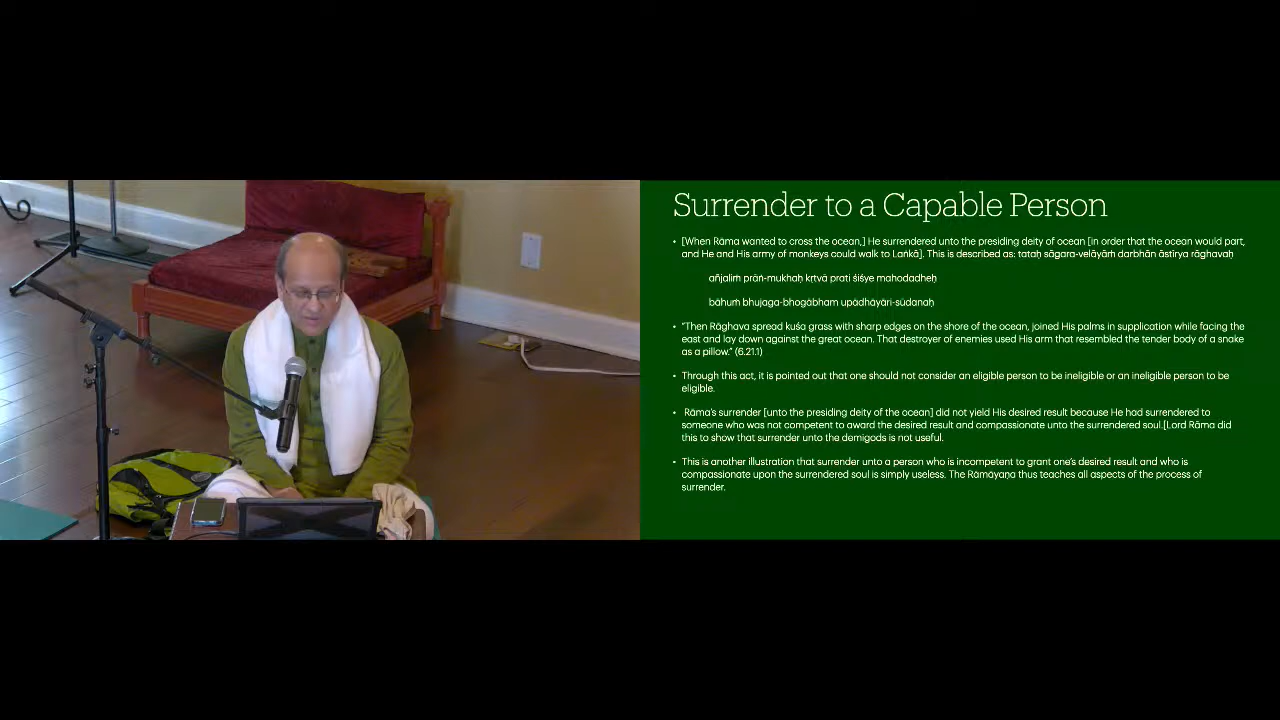 Surrender to a Capable Person
• [When Rāma wanted to cross the ocean,] He surrendered unto the presiding deity of ocean [in order that the ocean would part,
and He and His army of monkeys could walk to Laṅkā]. This is described as: tataḥ sāgara-velāyāṁ darbhān āstīrya rāghavaḥ
añjaliṁ prāṅ-mukhaḥ kṛtvā prati śiśye mahodadheḥ
bāhuṁ bhujaga-bhogābham upādhāyāri-sūdanaḥ
• "Then Rāghava spread kuśa grass with sharp edges on the shore of the ocean, joined His palms in supplication while facing the
east and lay down against the great ocean. That destroyer of enemies used His arm that resembled the tender body of a snake
as a pillow." (6.21.1)
• Through this act, it is pointed out that one should not consider an eligible person to be ineligible or an ineligible person to be
eligible.
• Rāma's surrender [unto the presiding deity of the ocean] did not yield His desired result because He had surrendered to
someone who was not competent to award the desired result and compassionate unto the surrendered soul.[Lord Rāma did
this to show that surrender unto the demigods is not useful.
• This is another illustration that surrender unto a person who is incompetent to grant one's desired result and who is
compassionate upon the surrendered soul is simply useless. The Rāmāyaṇa thus teaches all aspects of the process of
surrender.